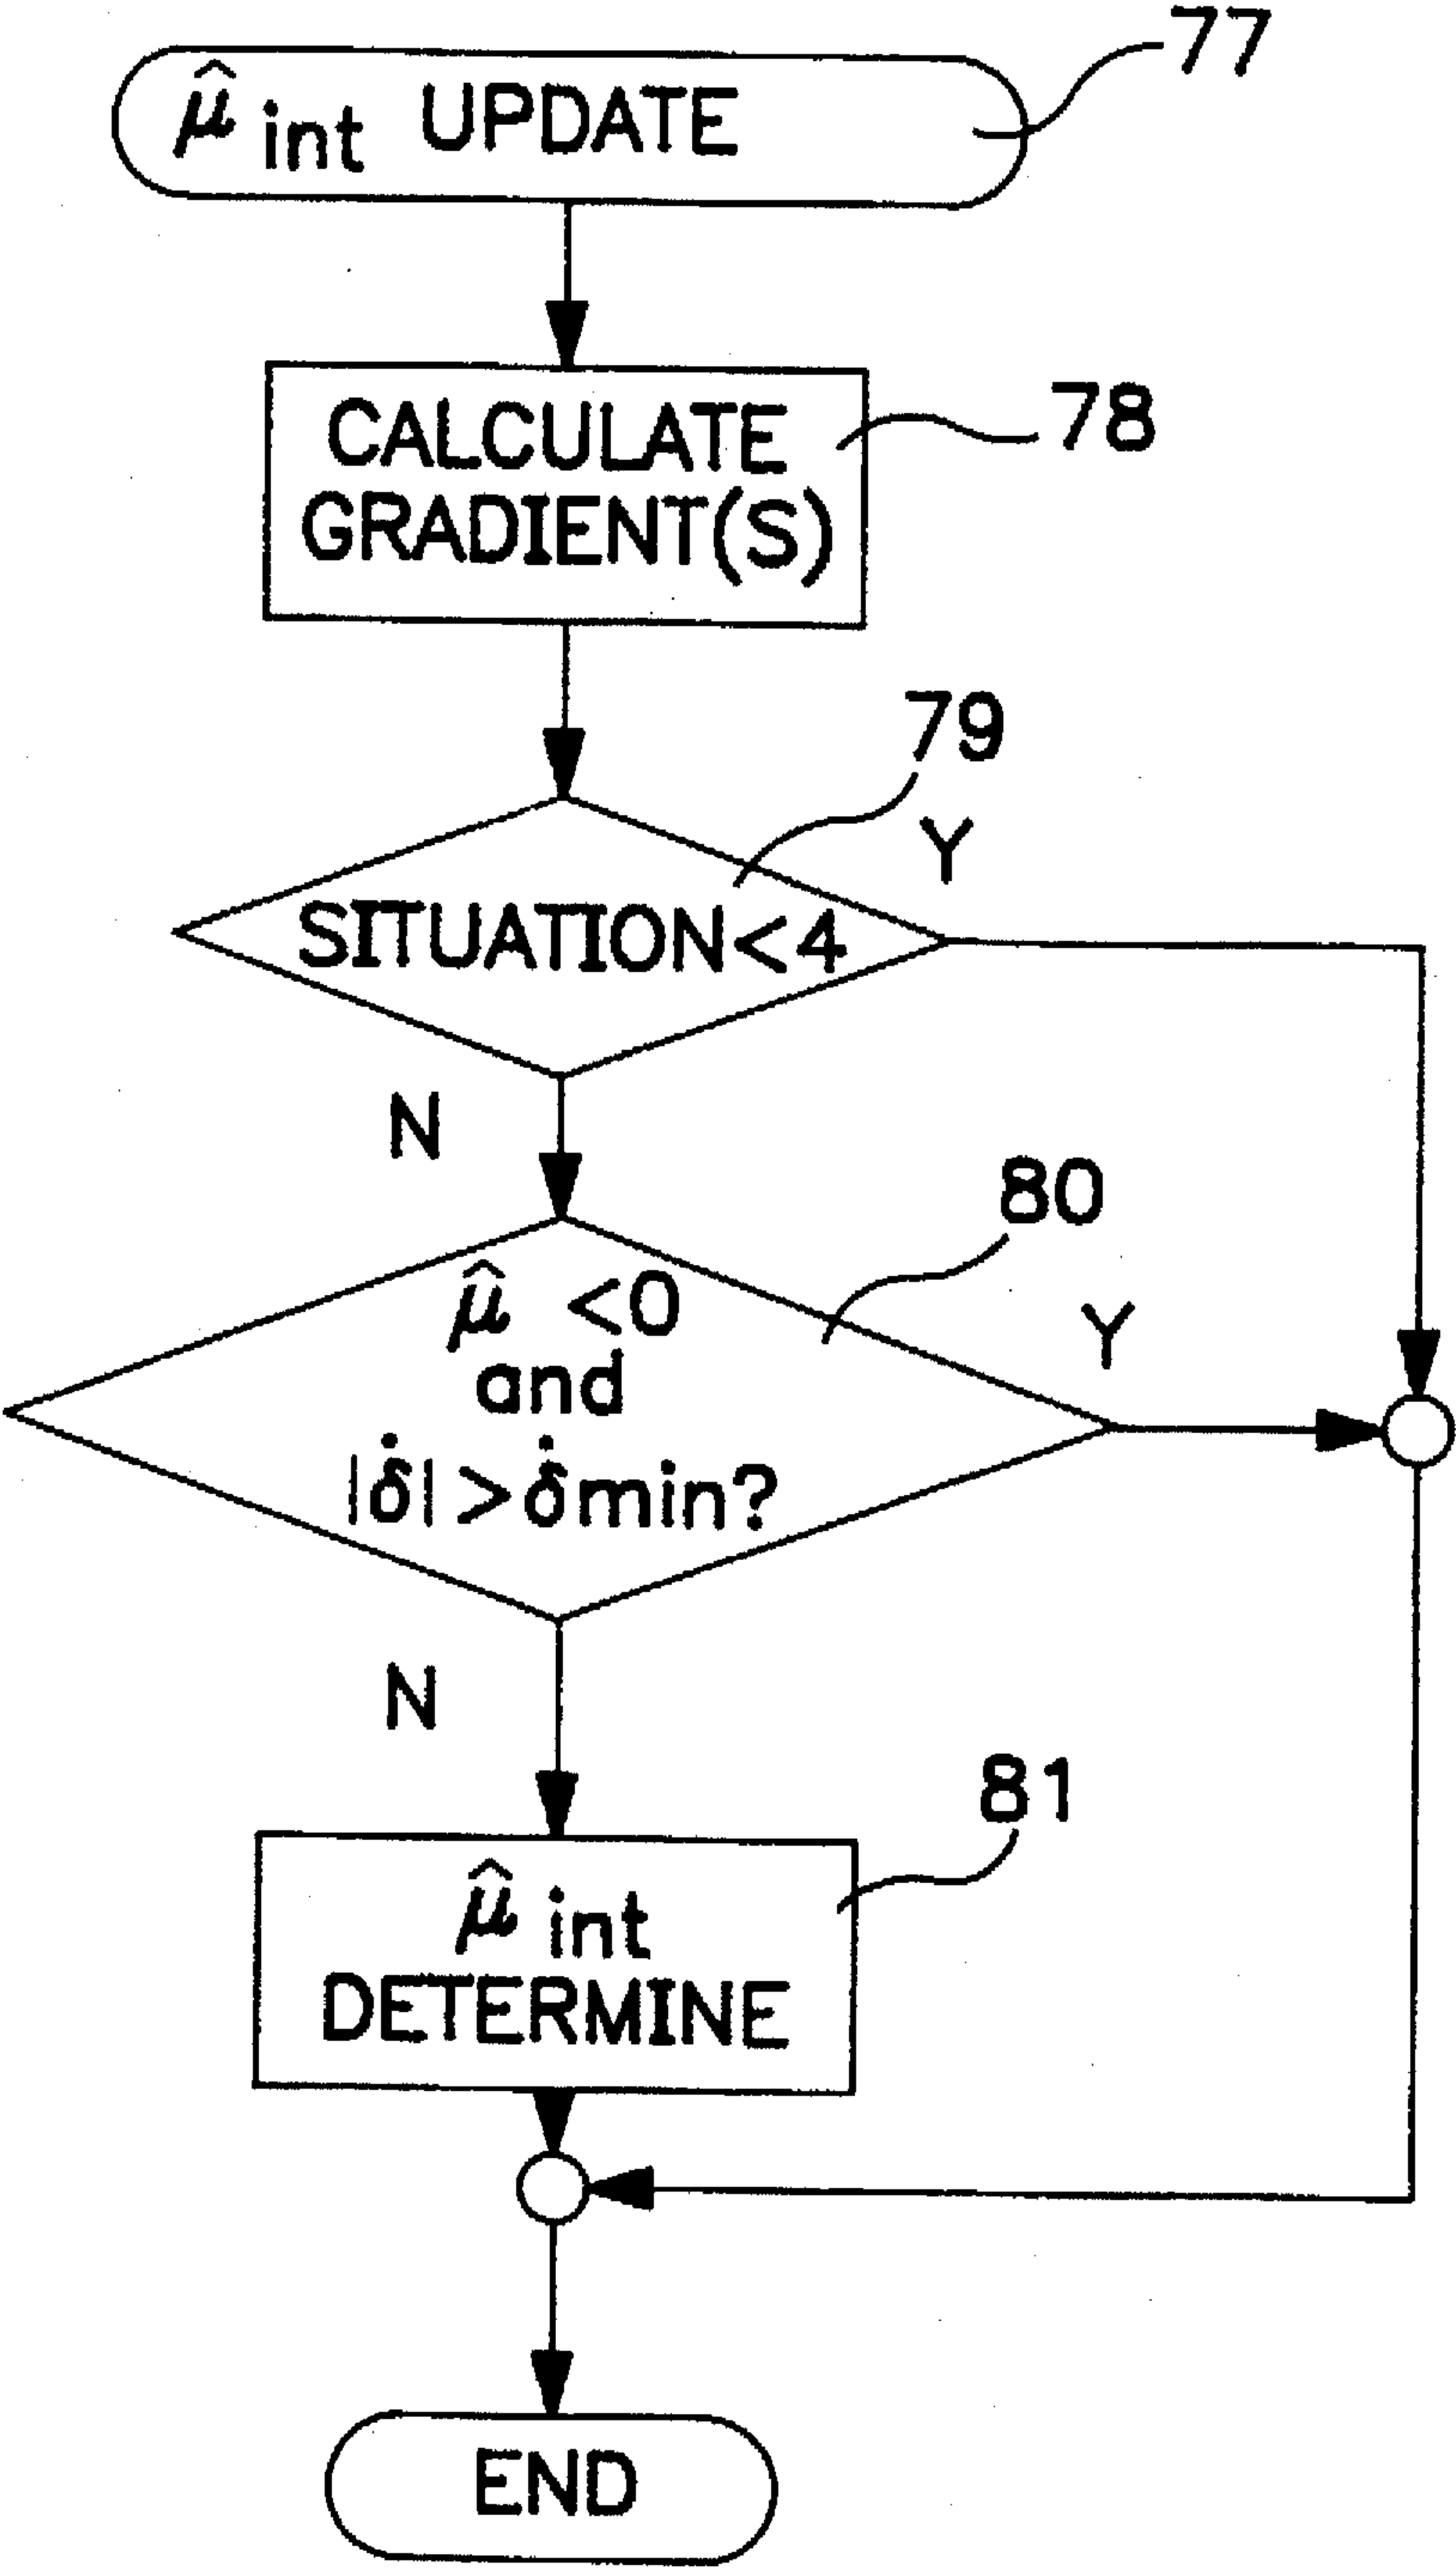 77
μ̂ int UPDATE
78
CALCULATE
GRADIENT(S)
79
Y
SITUATION<4
N
80
μ̂ <0
Y
and
|δ̇|>δ̇min?
N
81
μ̂ int
DETERMINE
END